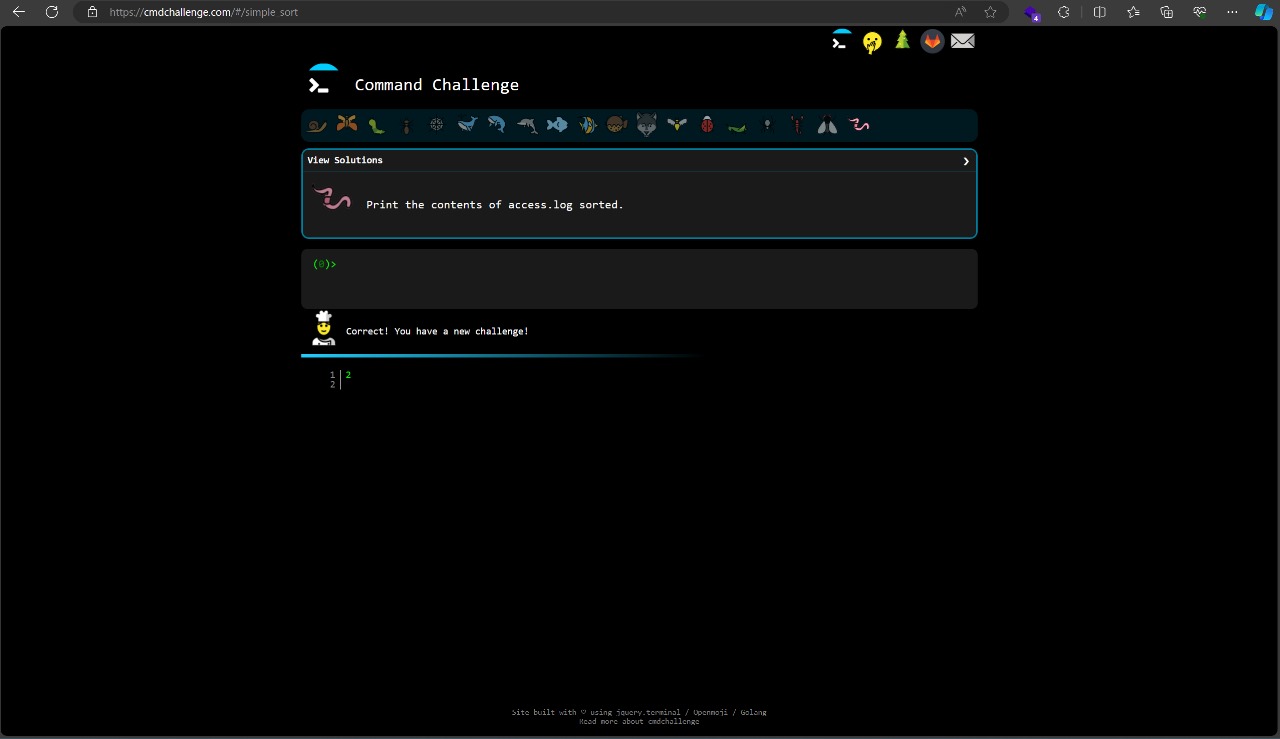 https://cmdchallenge.com/#/simple_sort
4
Command Challenge
View Solutions
Print the contents of access.log sorted.
(0)>
Correct! You have a new challenge!
1 2
2
Site built with ♡ using jquery.terminal / Openmoji / Golang
Read more about cmdchallenge